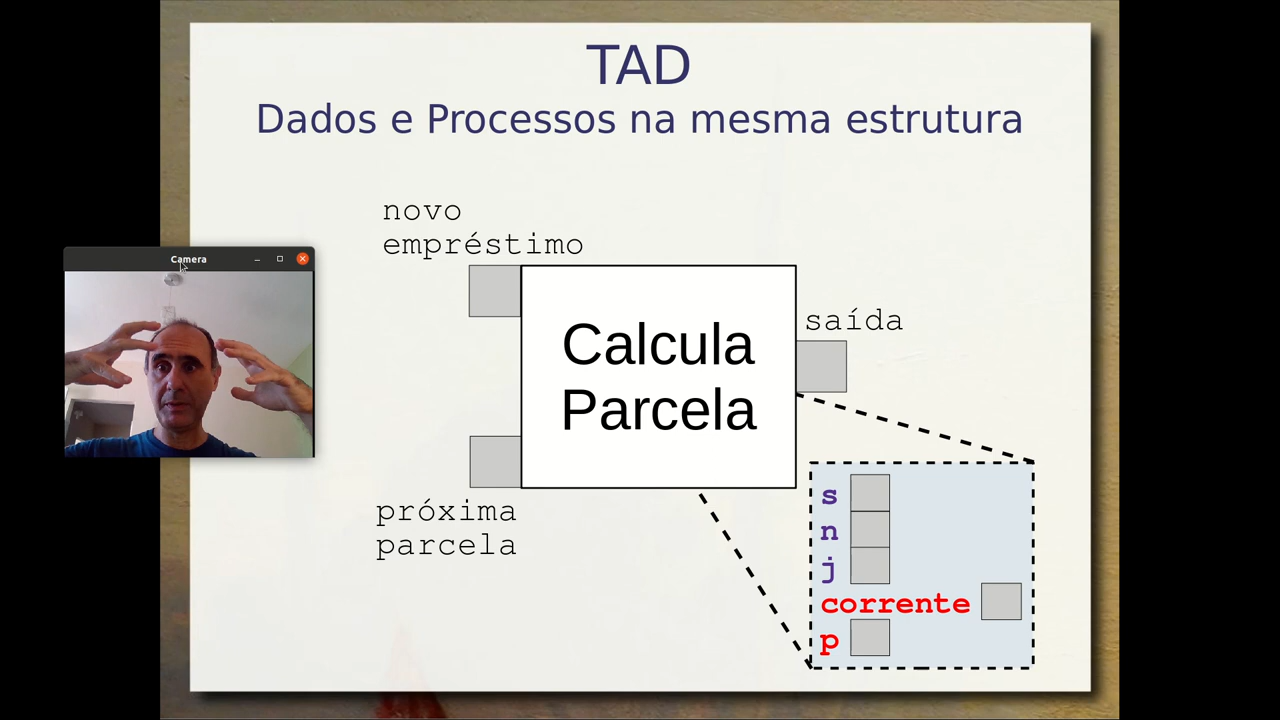 TAD
Dados e Processos na mesma estrutura
novo
empréstimo
Camera
Calcula
Parcela
saída
próxima
parcela
s
n
j
corrente
p